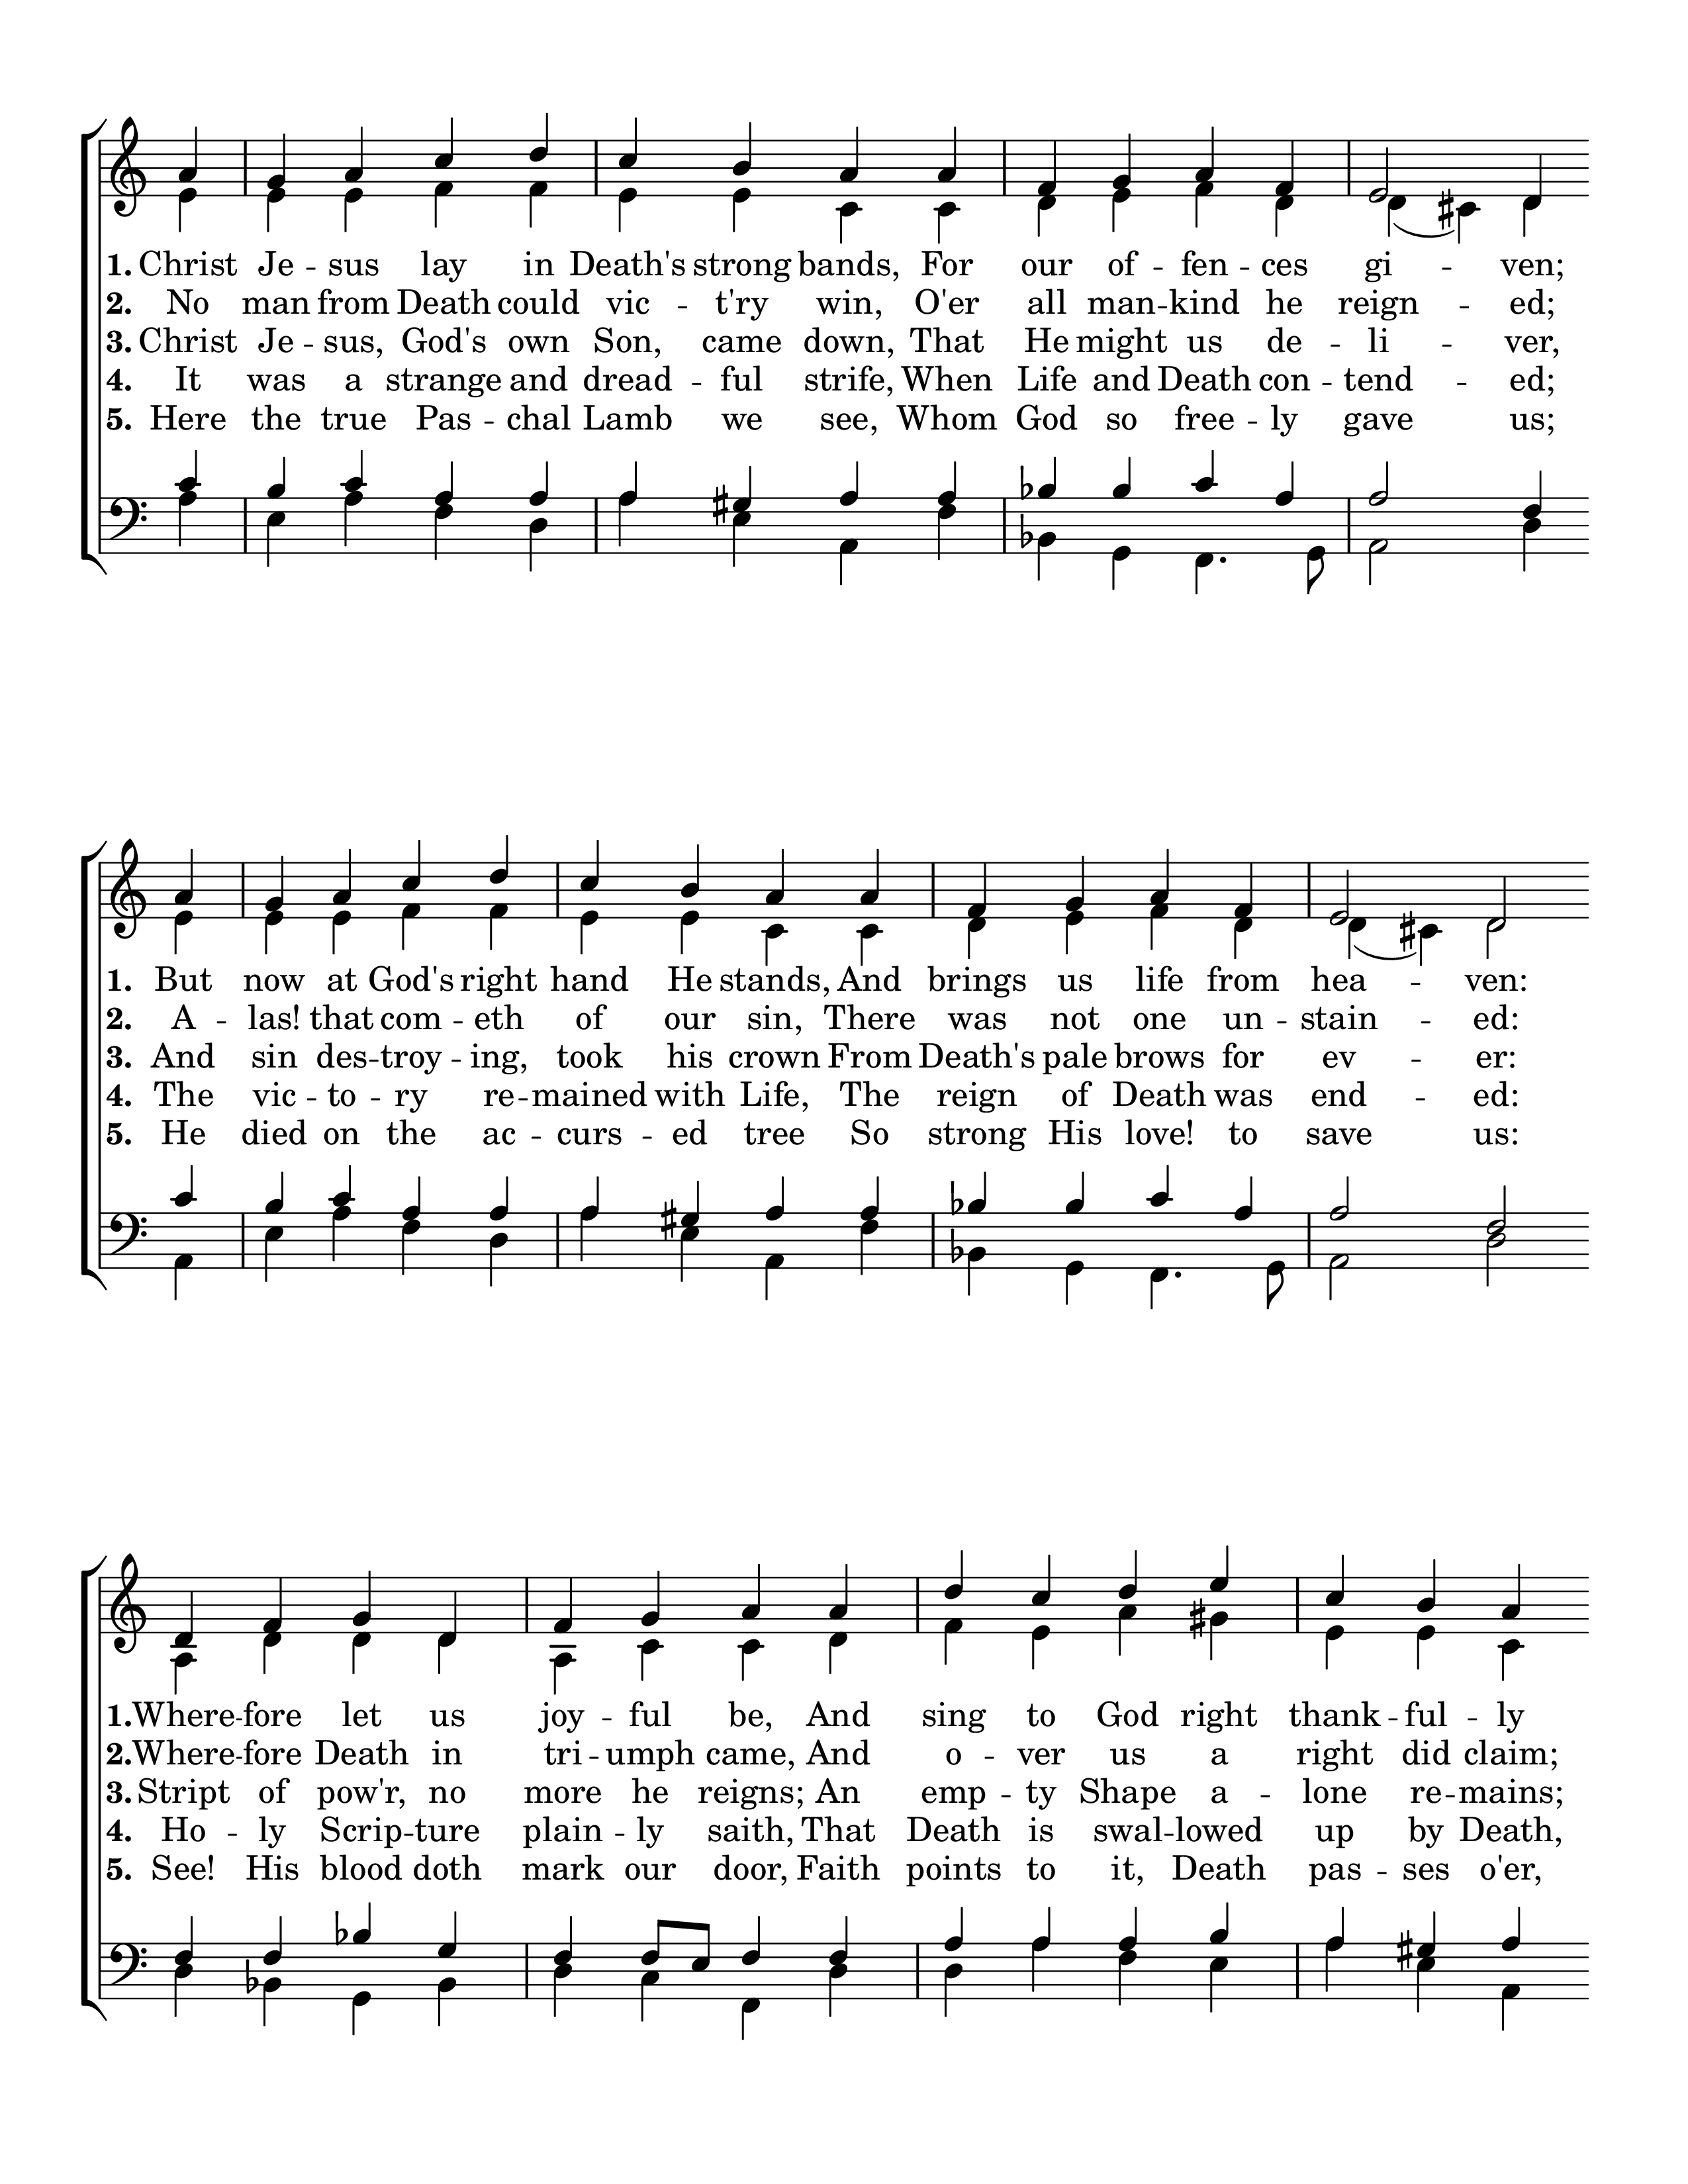 1. Christ Je -- sus lay in Death's strong bands, For our of -- fen -- ces gi -- ven;
2. No man from Death could vic -- t'ry win, O'er all man -- kind he reign -- ed;
3. Christ Je -- sus, God's own Son, came down, That He might us de -- li -- ver,
4. It was a strange and dread -- ful strife, When Life and Death con -- tend -- ed;
5. Here the true Pas -- chal Lamb we see, Whom God so free -- ly gave us;
1. But now at God's right hand He stands, And brings us life from hea -- ven:
2. A -- las! that com -- eth of our sin, There was not one un -- stain -- ed:
3. And sin des -- troy -- ing, took his crown From Death's pale brows for ev -- er:
4. The vic -- to -- ry re -- mained with Life, The reign of Death was end -- ed:
5. He died on the ac -- curs -- ed tree So strong His love! to save us:
1. Where -- fore let us joy -- ful be, And sing to God right thank -- ful -- ly
2. Where -- fore Death in tri -- umph came, And o -- ver us a right did claim;
3. Stript of pow'r, no more he reigns; An emp -- ty Shape a -- lone re -- mains;
4. Ho -- ly Scrip -- ture plain -- ly saith, That Death is swal -- lowed up by Death,
5. See! His blood doth mark our door, Faith points to it, Death pas -- ses o'er,